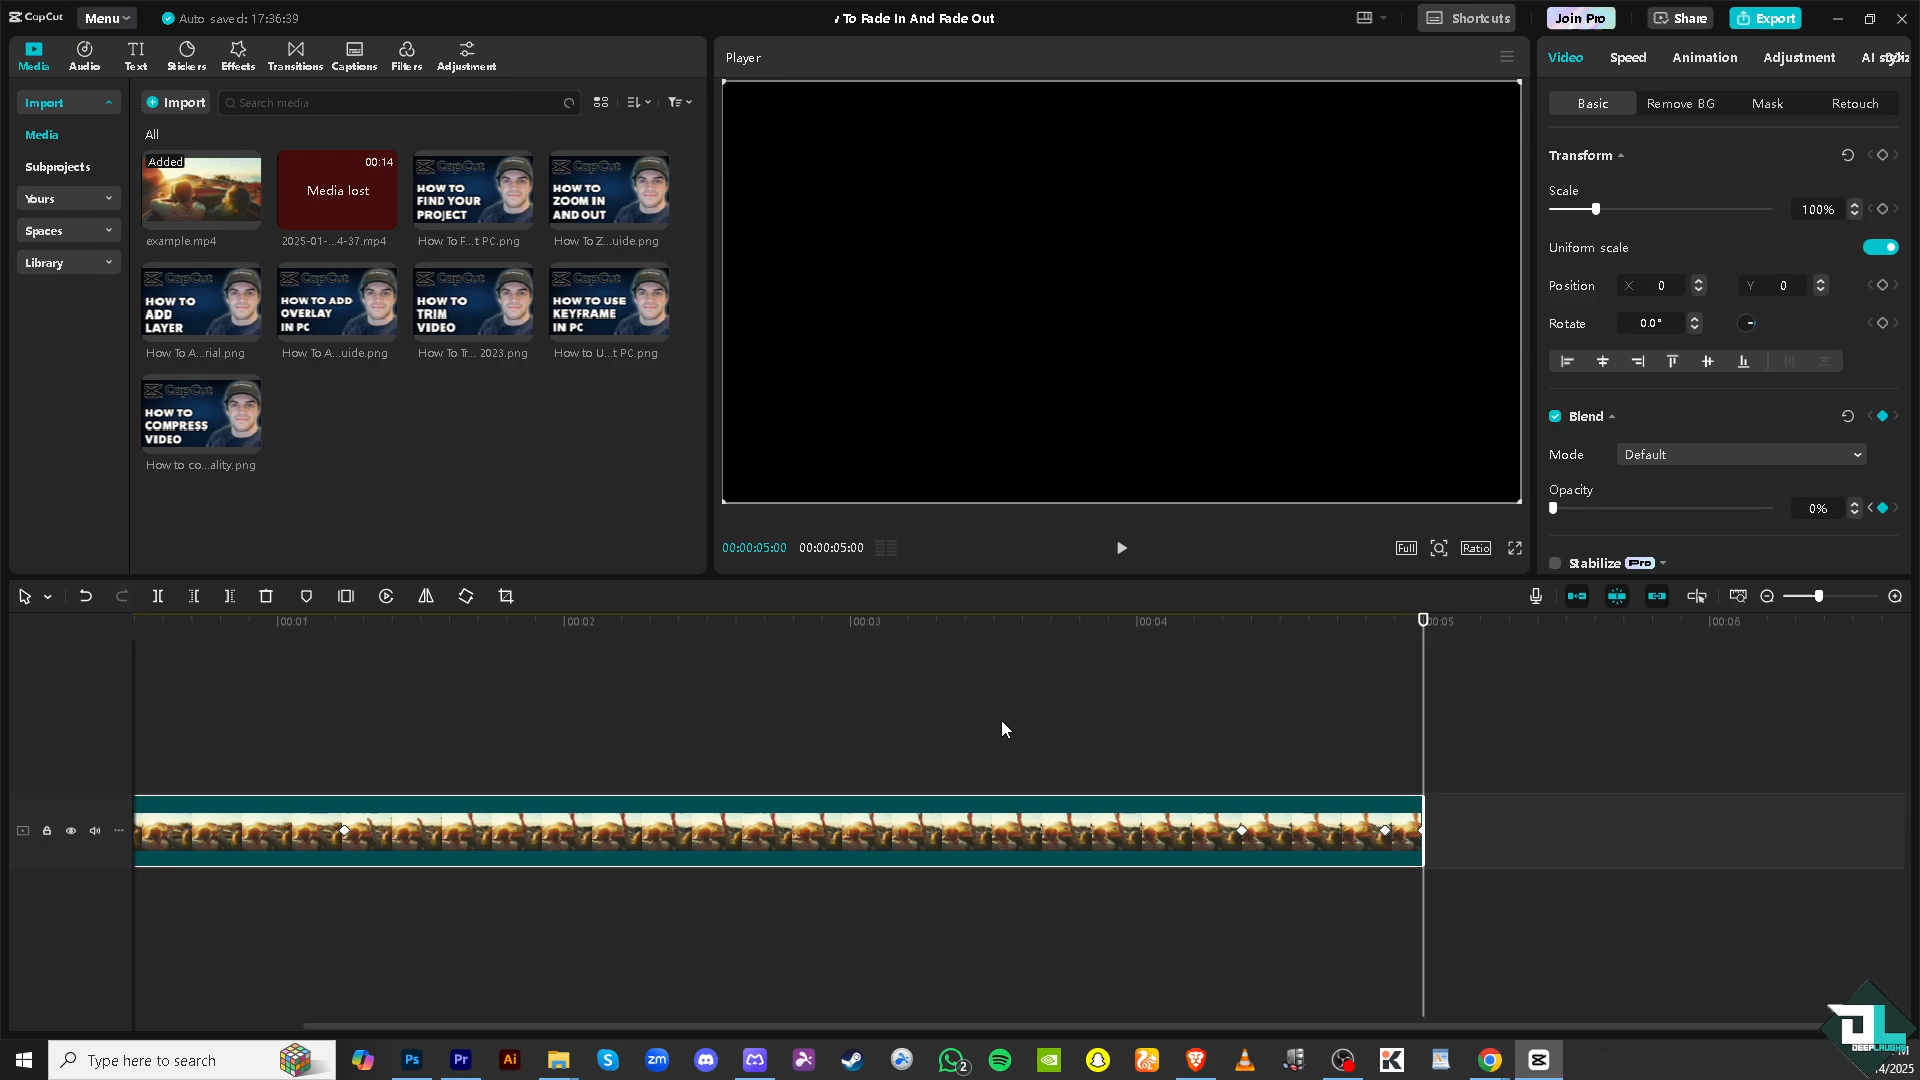 CapCut
Menu
Auto saved: 17:36:39
To Fade In And Fade Out
Shortcuts
Join Pro
Share
Export
Media
Audio
Text
Stickers
Effects
Transitions
Captions
Filters
Adjustment
Import
Media
Subprojects
Yours
Spaces
Library
Import
Search media
All
Added
example.mp4
00:14
Media lost
2025-01-...4-37.mp4
CapCut
HOW TO
FIND YOUR
PROJECT
How To F...t PC.png
CapCut
HOW TO
ZOOM IN
AND OUT
How To Z...uide.png
CapCut
HOW TO
ADD
LAYER
How To A...rial.png
CapCut
HOW TO ADD
OVERLAY
IN PC
How To A...uide.png
CapCut
HOW TO
TRIM
VIDEO
How To Tr... 2023.png
CapCut
HOW TO USE
KEYFRAME
IN PC
How to U...t PC.png
CapCut
HOW TO
COMPRESS
VIDEO
How to co...ality.png
Player
00:00:05:00
00:00:05:00
Full
Ratio
Video
Speed
Animation
Adjustment
Basic
Remove BG
Mask
Retouch
Transform
Scale
100%
Uniform scale
Position
X
0
Y
0
Rotate
0.0°
Blend
Mode
Default
Opacity
0%
Stabilize
Pro
00:01
00:02
00:03
00:04
00:05
00:06
Type here to search
Ps
Pr
Ai
zm
2
K
DEEPLAUGHS